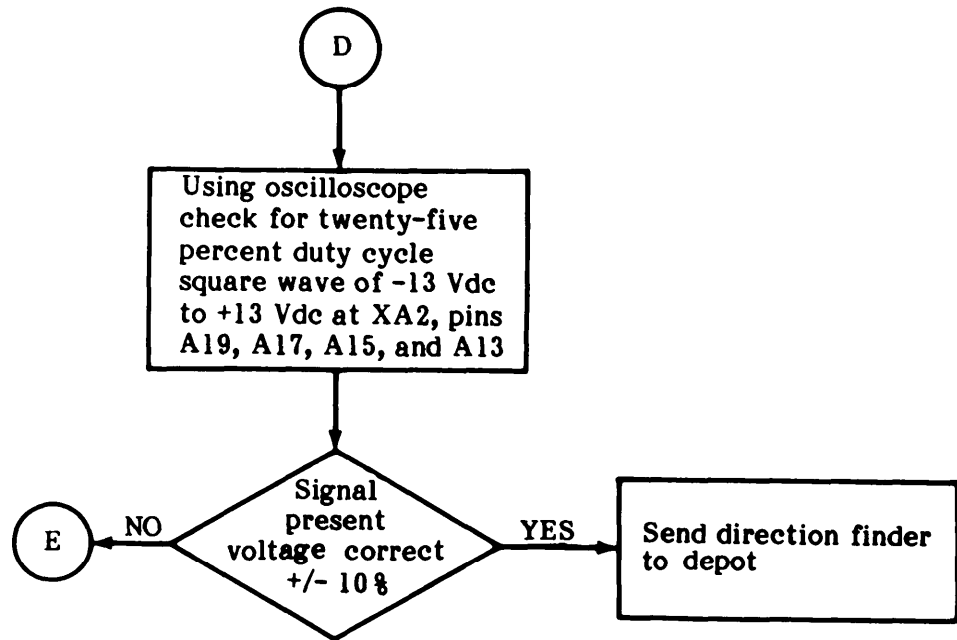 D
Using oscilloscope
check for twenty-five
percent duty cycle
square wave of -13 Vdc
to +13 Vdc at XA2, pins
A19, A17, A15, and A13
Signal
present
voltage correct
+/- 10%
NO
E
YES
Send direction finder
to depot